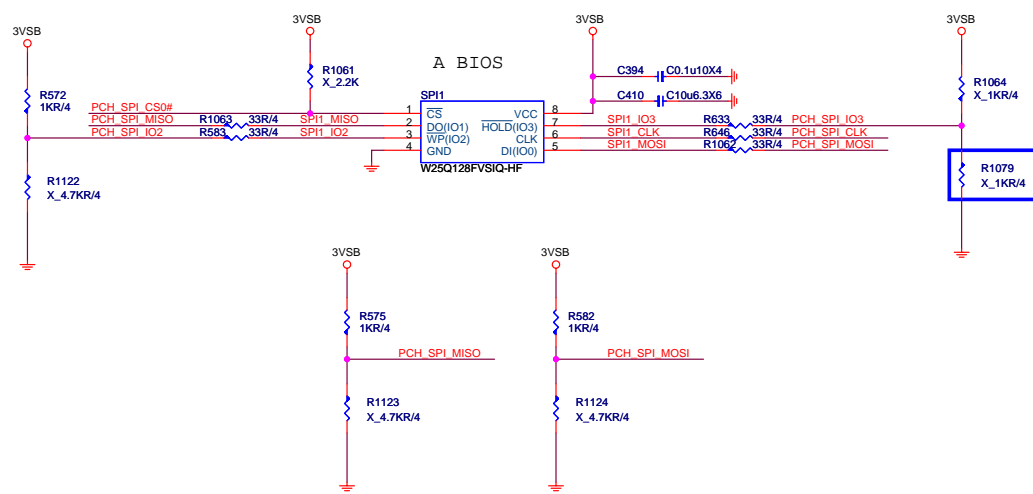 3VSB
3VSB
3VSB
3VSB
A BIOS
R1061
X_2.2K
C394
C0.1u10X4
R1064
X_1KR/4
R572
1KR/4
SPI1
C410
C10u6.3X6
PCH_SPI_CS0#
1
CS
VCC
8
PCH_SPI_MISO
R1063
33R/4
SPI1_MISO
2
DO(IO1)
HOLD(IO3)
7
SPI1_IO3
R633
33R/4
PCH_SPI_IO3
PCH_SPI_IO2
R583
33R/4
SPI1_IO2
3
WP(IO2)
CLK
6
SPI1_CLK
R646
33R/4
PCH_SPI_CLK
4
GND
DI(IO0)
5
SPI1_MOSI
R1062
33R/4
PCH_SPI_MOSI
W25Q128FVSIQ-HF
R1122
X_4.7KR/4
R1079
X_1KR/4
3VSB
3VSB
R575
1KR/4
R582
1KR/4
PCH_SPI_MISO
PCH_SPI_MOSI
R1123
X_4.7KR/4
R1124
X_4.7KR/4